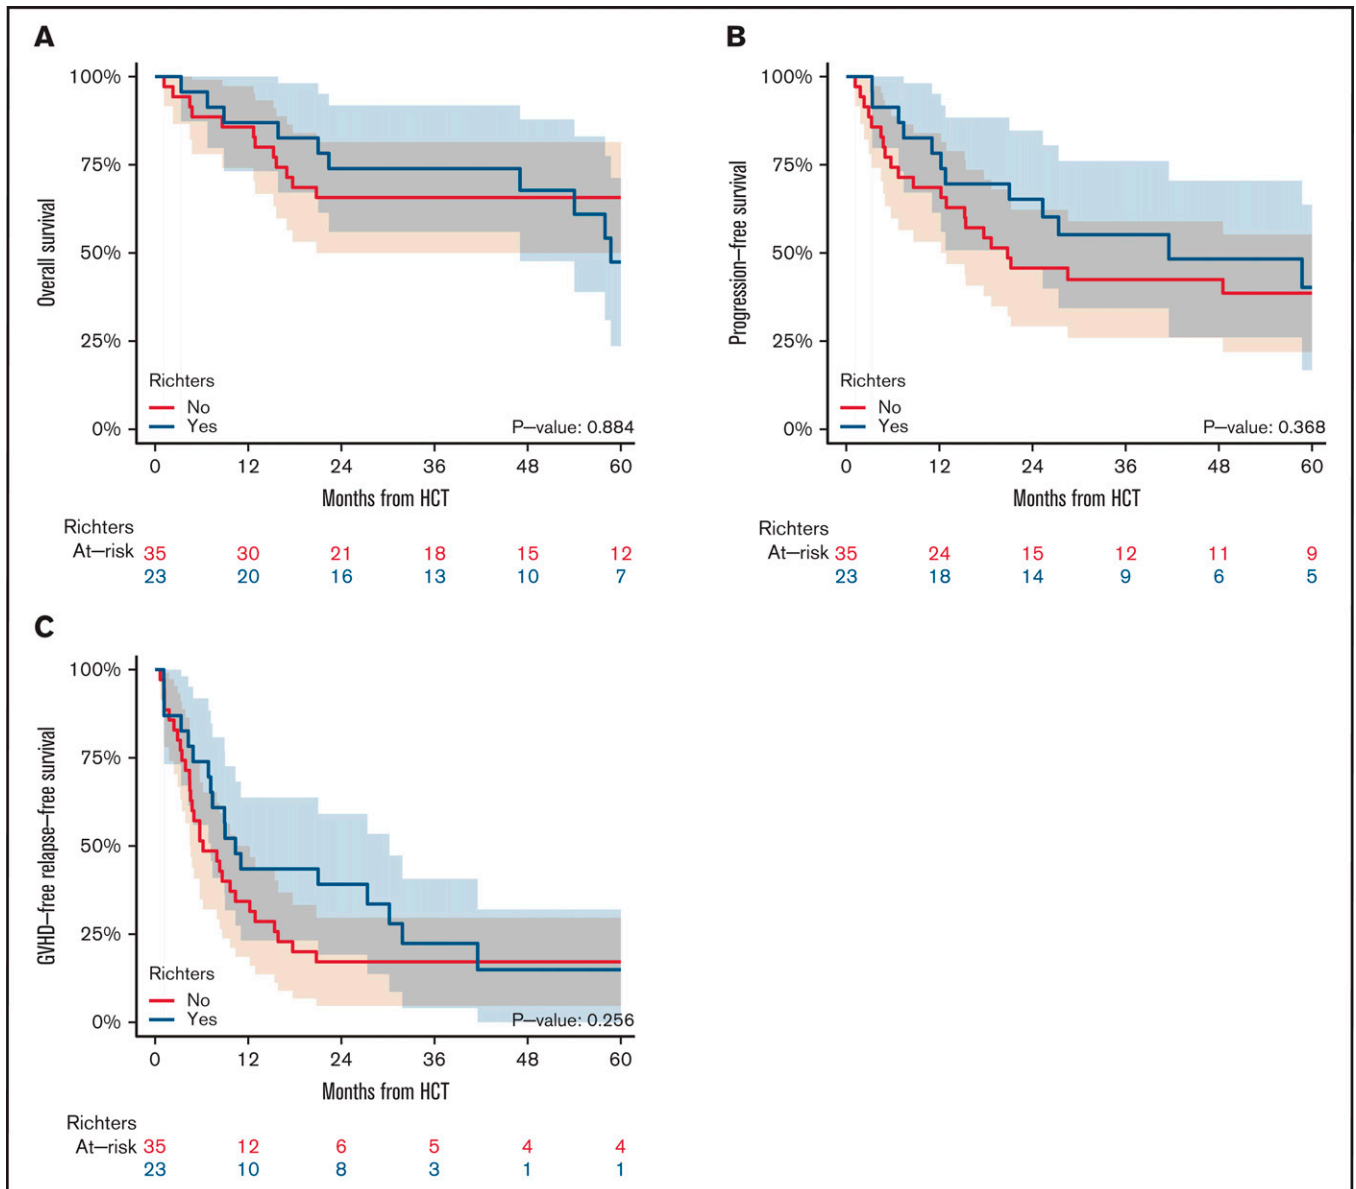 A
Overall survival
100%
75%
50%
25%
0%
Richters
No
Yes
P–value: 0.884
0 12 24 36 48 60
Months from HCT
Richters
At–risk 35 30 21 18 15 12
23 20 16 13 10 7
B
Progression–free survival
100%
75%
50%
25%
0%
Richters
No
Yes
P–value: 0.368
0 12 24 36 48 60
Months from HCT
Richters
At–risk 35 24 15 12 11 9
23 18 14 9 6 5
C
GVHD–free relapse–free survival
100%
75%
50%
25%
0%
Richters
No
Yes
P–value: 0.256
0 12 24 36 48 60
Months from HCT
Richters
At–risk 35 12 6 5 4 4
23 10 8 3 1 1